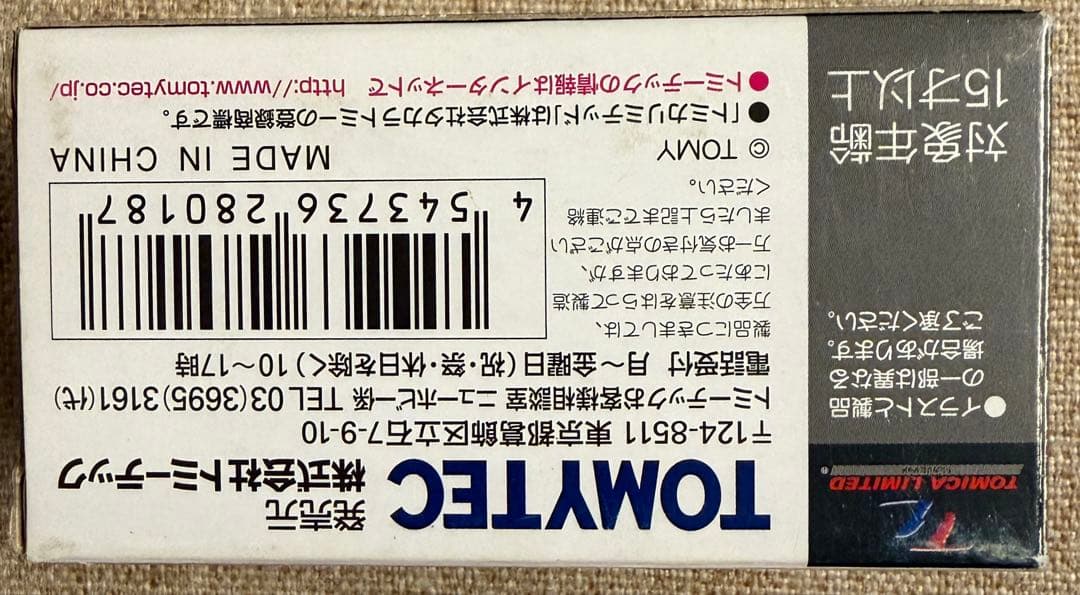 TOMICA LIMITED
トミカリミテッド
●イラストと製品
の一部は異なる
場合があります。
ご了承ください。
対象年齢
15才以上
TOMYTEC
発売元
株式会社トミーテック
〒124-8511 東京都葛飾区立石7-9-10
トミーテックお客様相談室 ニューホビー係 TEL 03(3695)3161(代)
電話受付 月〜金曜日(祝・祭・休日を除く) 10〜17時
製品につきましては、
万全の注意をはらって製造
にあたっておりますが、
万一お気付きの点がござい
ましたら上記までご連絡
ください。
4 543736 280187
© TOMY
MADE IN CHINA
●「トミカリミテッド」は株式会社タカラトミーの登録商標です。
●トミーテックの情報はインターネットで http://www.tomytec.co.jp/